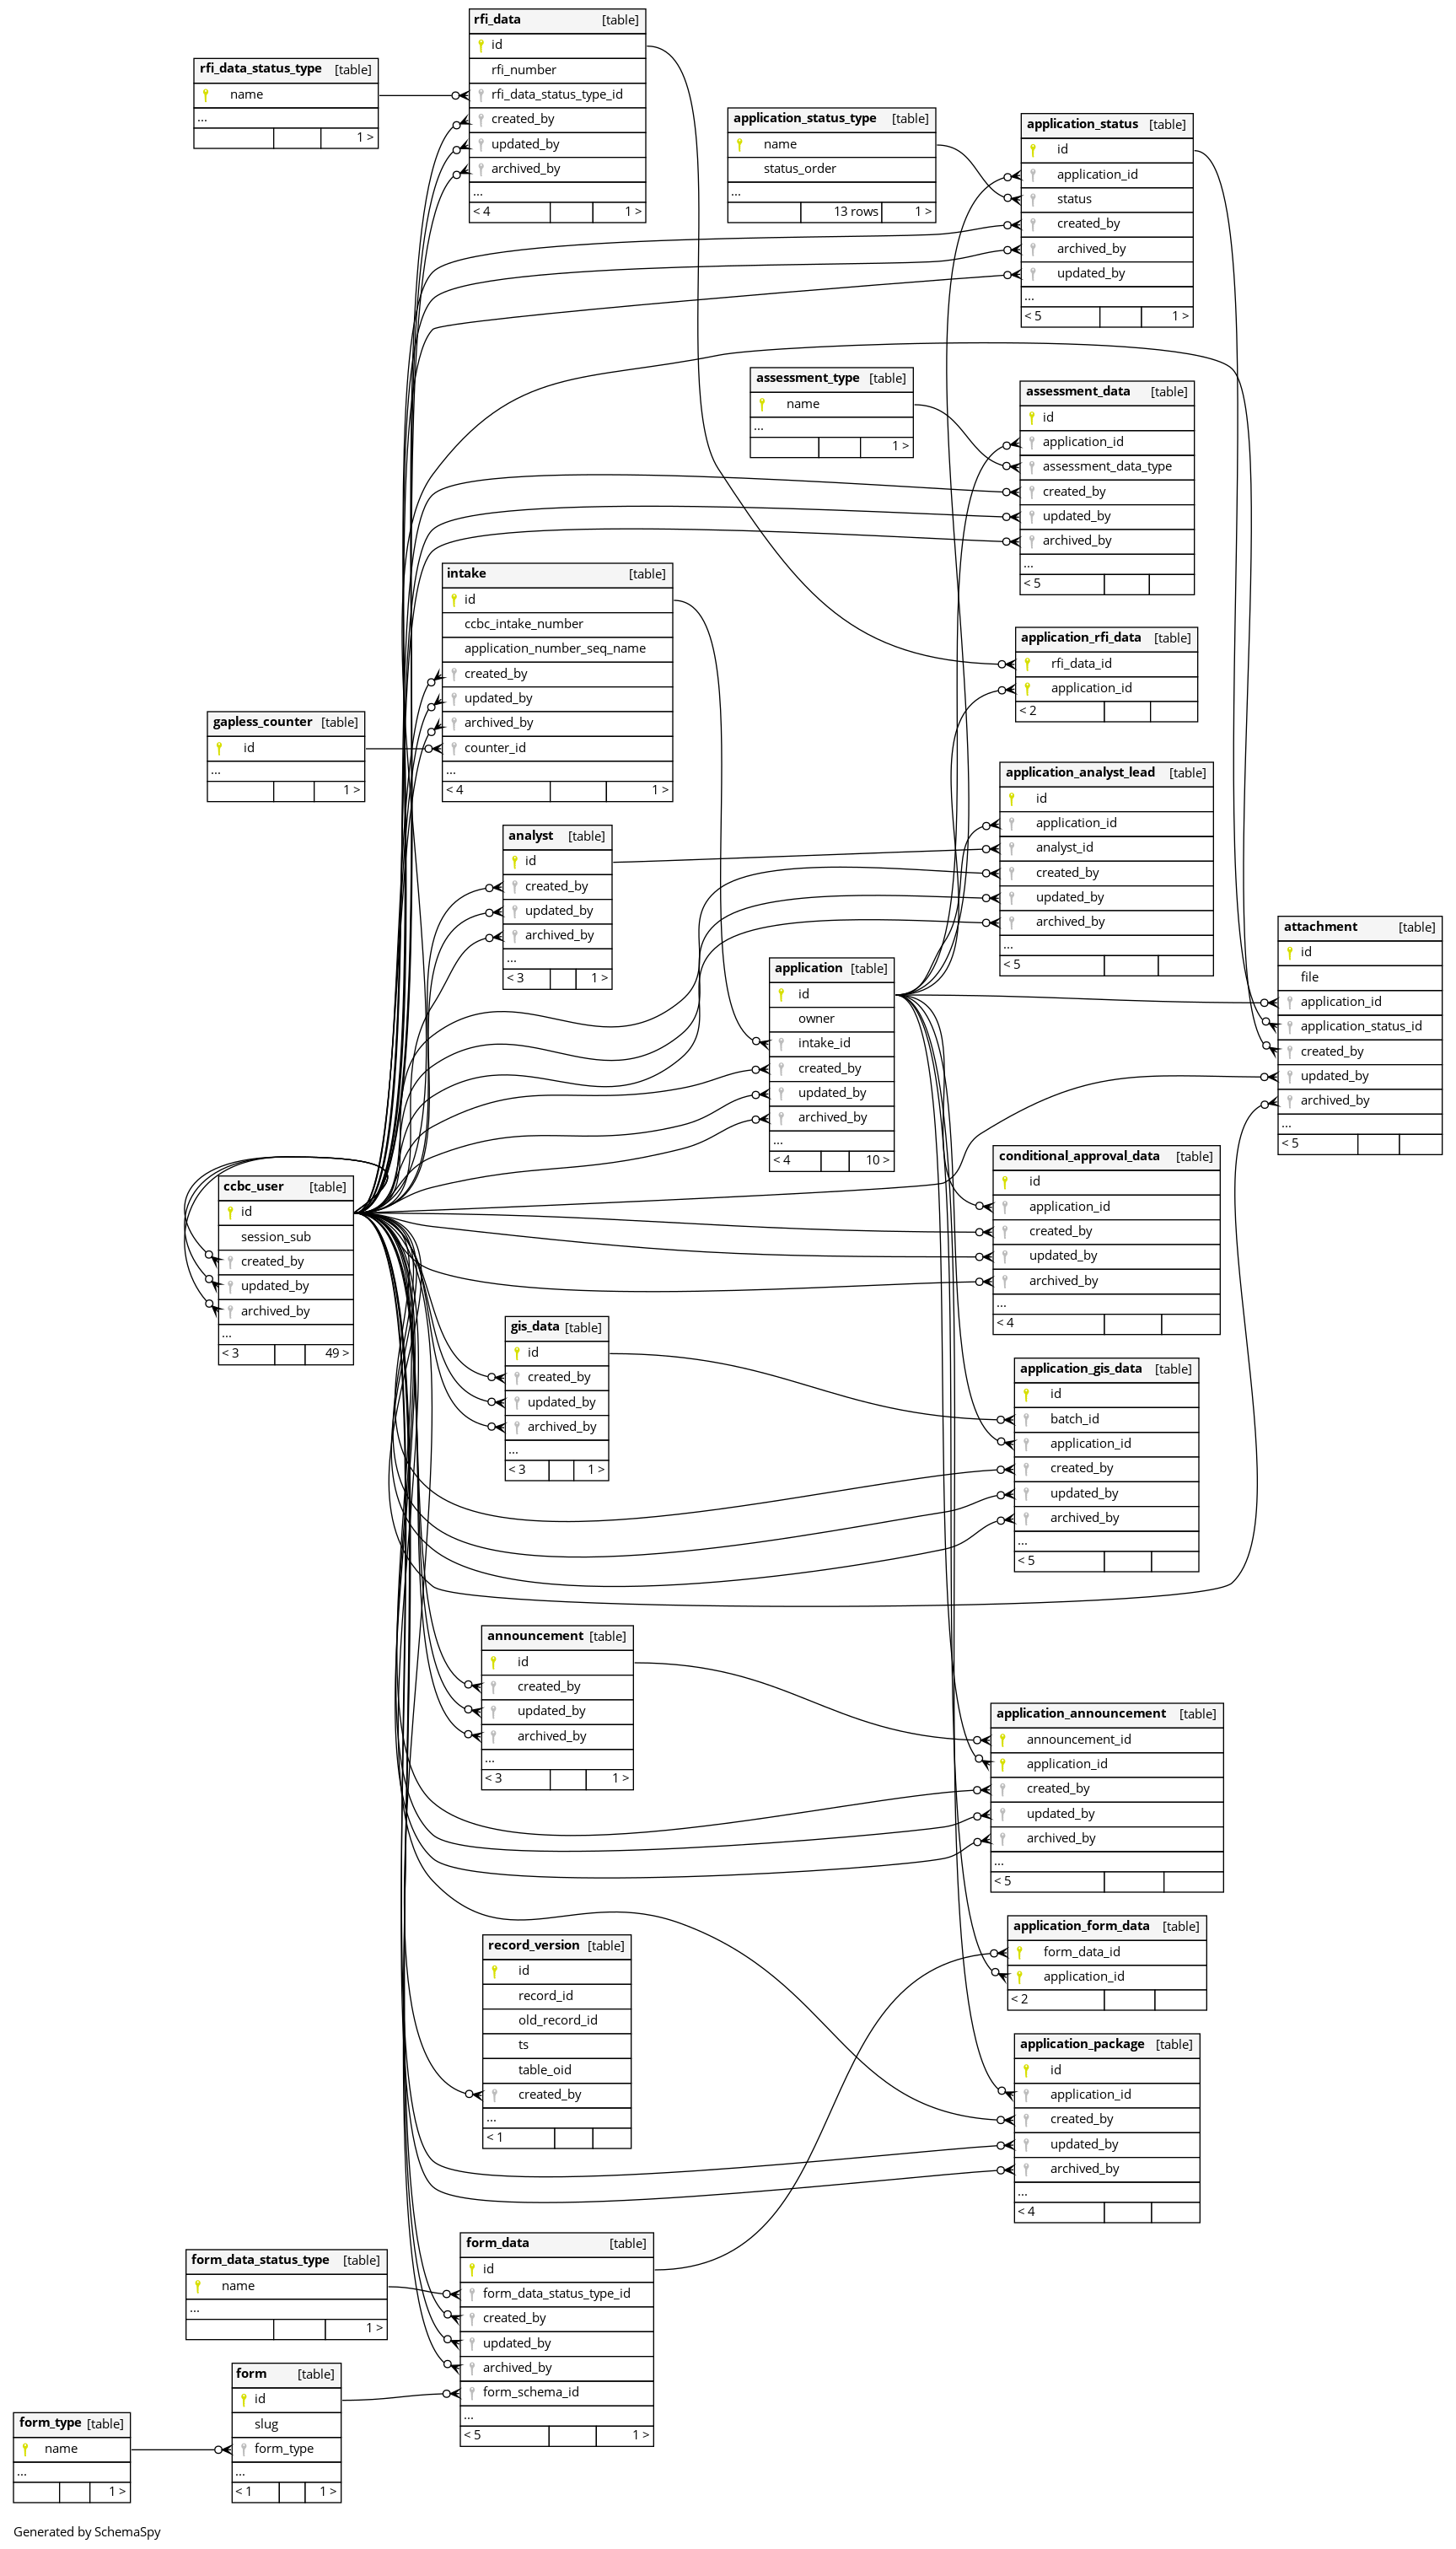 rfi_data [table]
id
rfi_number
rfi_data_status_type_id
created_by
updated_by
archived_by
...
< 4 1 >
rfi_data_status_type [table]
name
...
1 >
application_status_type [table]
name
status_order
...
13 rows 1 >
application_status [table]
id
application_id
status
created_by
archived_by
updated_by
...
< 5 1 >
assessment_type [table]
name
...
1 >
assessment_data [table]
id
application_id
assessment_data_type
created_by
updated_by
archived_by
...
< 5
intake [table]
id
ccbc_intake_number
application_number_seq_name
created_by
updated_by
archived_by
counter_id
...
< 4 1 >
application_rfi_data [table]
rfi_data_id
application_id
< 2
gapless_counter [table]
id
...
1 >
application_analyst_lead [table]
id
application_id
analyst_id
created_by
updated_by
archived_by
...
< 5
analyst [table]
id
created_by
updated_by
archived_by
...
< 3 1 >
attachment [table]
id
file
application_id
application_status_id
created_by
updated_by
archived_by
...
< 5
application [table]
id
owner
intake_id
created_by
updated_by
archived_by
...
< 4 10 >
conditional_approval_data [table]
id
application_id
created_by
updated_by
archived_by
...
< 4
ccbc_user [table]
id
session_sub
created_by
updated_by
archived_by
...
< 3 49 >
gis_data [table]
id
created_by
updated_by
archived_by
...
< 3 1 >
application_gis_data [table]
id
batch_id
application_id
created_by
updated_by
archived_by
...
< 5
announcement [table]
id
created_by
updated_by
archived_by
...
< 3 1 >
application_announcement [table]
announcement_id
application_id
created_by
updated_by
archived_by
...
< 5
application_form_data [table]
form_data_id
application_id
< 2
record_version [table]
id
record_id
old_record_id
ts
table_oid
created_by
...
< 1
application_package [table]
id
application_id
created_by
updated_by
archived_by
...
< 4
form_data [table]
id
form_data_status_type_id
created_by
updated_by
archived_by
form_schema_id
...
< 5 1 >
form_data_status_type [table]
name
...
1 >
form [table]
id
slug
form_type
...
< 1 1 >
form_type [table]
name
...
1 >
Generated by SchemaSpy